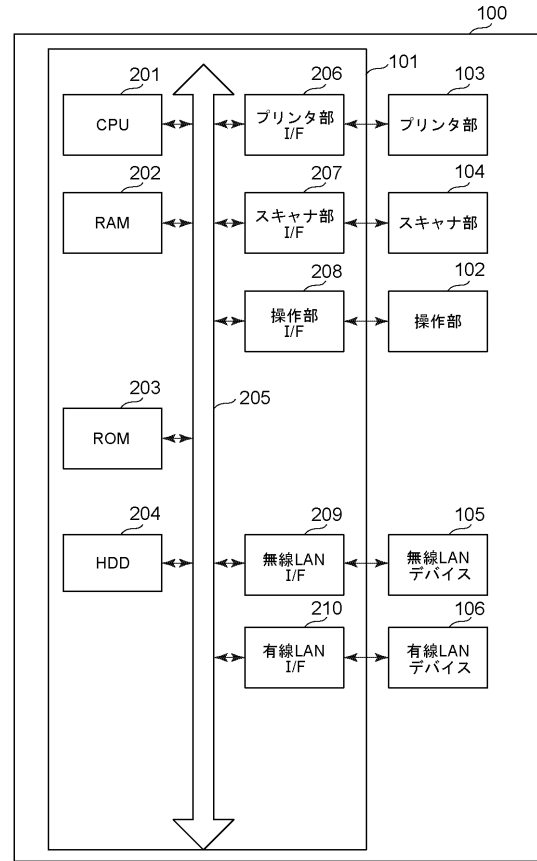 100
101
201
CPU
206
プリンタ部
I/F
103
プリンタ部
202
RAM
207
スキャナ部
I/F
104
スキャナ部
208
操作部
I/F
102
操作部
203
ROM
205
204
HDD
209
無線LAN
I/F
105
無線LAN
デバイス
210
有線LAN
I/F
106
有線LAN
デバイス